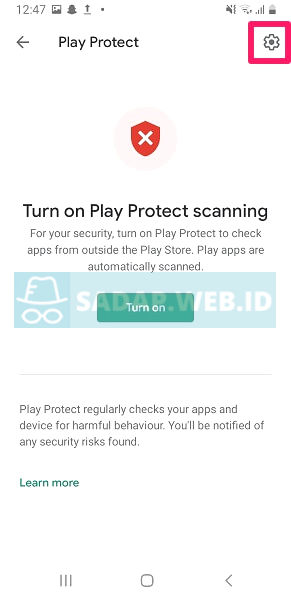 12:47
Play Protect
Turn on Play Protect scanning
For your security, turn on Play Protect to check
apps from outside the Play Store. Play apps are
automatically scanned.
SADAP.WEB.ID
Turn on
Play Protect regularly checks your apps and
device for harmful behaviour. You'll be notified of
any security risks found.
Learn more